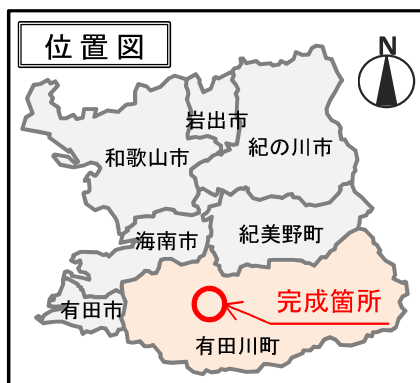 位置図
N
岩出市
和歌山市
紀の川市
海南市
紀美野町
有田市
完成箇所
有田川町